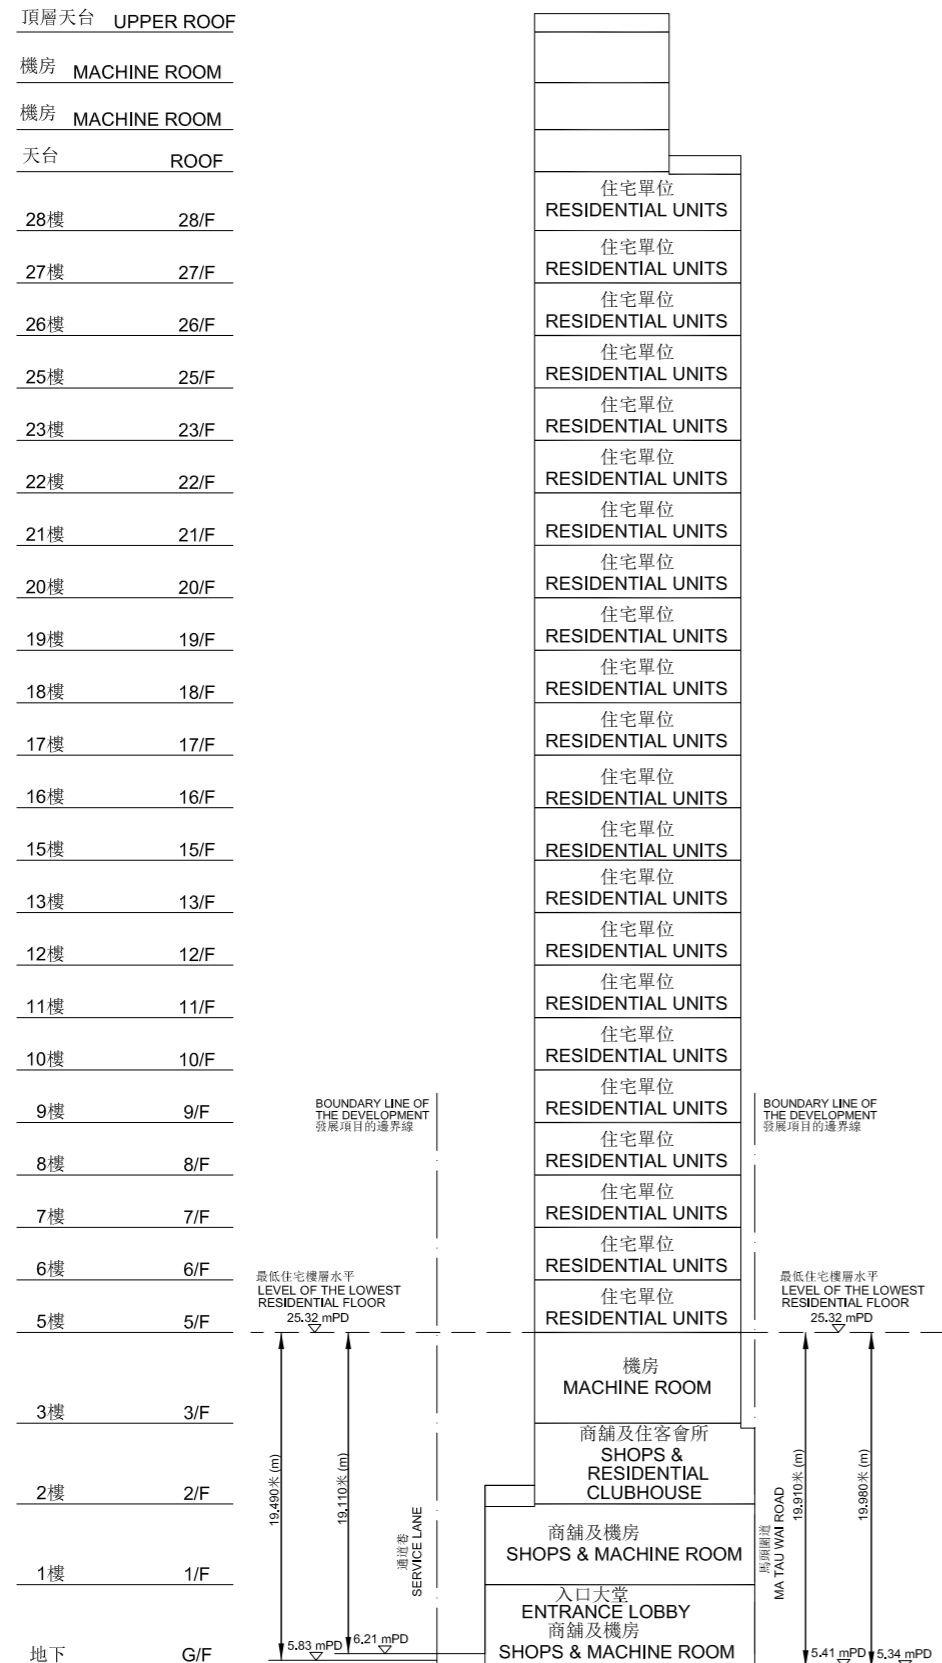 頂層天台 UPPER ROOF
機房 MACHINE ROOM
機房 MACHINE ROOM
天台 ROOF
住宅單位
28樓 28/F RESIDENTIAL UNITS
住宅單位
27樓 27/F RESIDENTIAL UNITS
住宅單位
26樓 26/F RESIDENTIAL UNITS
住宅單位
25樓 25/F RESIDENTIAL UNITS
住宅單位
23樓 23/F RESIDENTIAL UNITS
住宅單位
22樓 22/F RESIDENTIAL UNITS
住宅單位
21樓 21/F RESIDENTIAL UNITS
住宅單位
20樓 20/F RESIDENTIAL UNITS
住宅單位
19樓 19/F RESIDENTIAL UNITS
住宅單位
18樓 18/F RESIDENTIAL UNITS
住宅單位
17樓 17/F RESIDENTIAL UNITS
住宅單位
16樓 16/F RESIDENTIAL UNITS
住宅單位
15樓 15/F RESIDENTIAL UNITS
住宅單位
13樓 13/F RESIDENTIAL UNITS
住宅單位
12樓 12/F RESIDENTIAL UNITS
住宅單位
11樓 11/F RESIDENTIAL UNITS
住宅單位
10樓 10/F RESIDENTIAL UNITS
住宅單位
9樓 9/F RESIDENTIAL UNITS
BOUNDARY LINE OF
THE DEVELOPMENT
發展項目的邊界線
BOUNDARY LINE OF
THE DEVELOPMENT
發展項目的邊界線
住宅單位
8樓 8/F RESIDENTIAL UNITS
住宅單位
7樓 7/F RESIDENTIAL UNITS
住宅單位
6樓 6/F RESIDENTIAL UNITS
住宅單位
5樓 5/F RESIDENTIAL UNITS
最低住宅樓層水平
LEVEL OF THE LOWEST
RESIDENTIAL FLOOR
25.32 mPD
最低住宅樓層水平
LEVEL OF THE LOWEST
RESIDENTIAL FLOOR
25.32 mPD
機房
MACHINE ROOM
3樓 3/F
商舖及住客會所
SHOPS &
RESIDENTIAL
CLUBHOUSE
2樓 2/F
19.490米 (m)
19.110米 (m)
通道巷
SERVICE LANE
馬頭圍道
MA TAU WAI ROAD
19.910米 (m)
19.980米 (m)
商舖及機房
SHOPS & MACHINE ROOM
1樓 1/F
入口大堂
ENTRANCE LOBBY
商舖及機房
SHOPS & MACHINE ROOM
地下 G/F
5.83 mPD
6.21 mPD
5.41 mPD
5.34 mPD